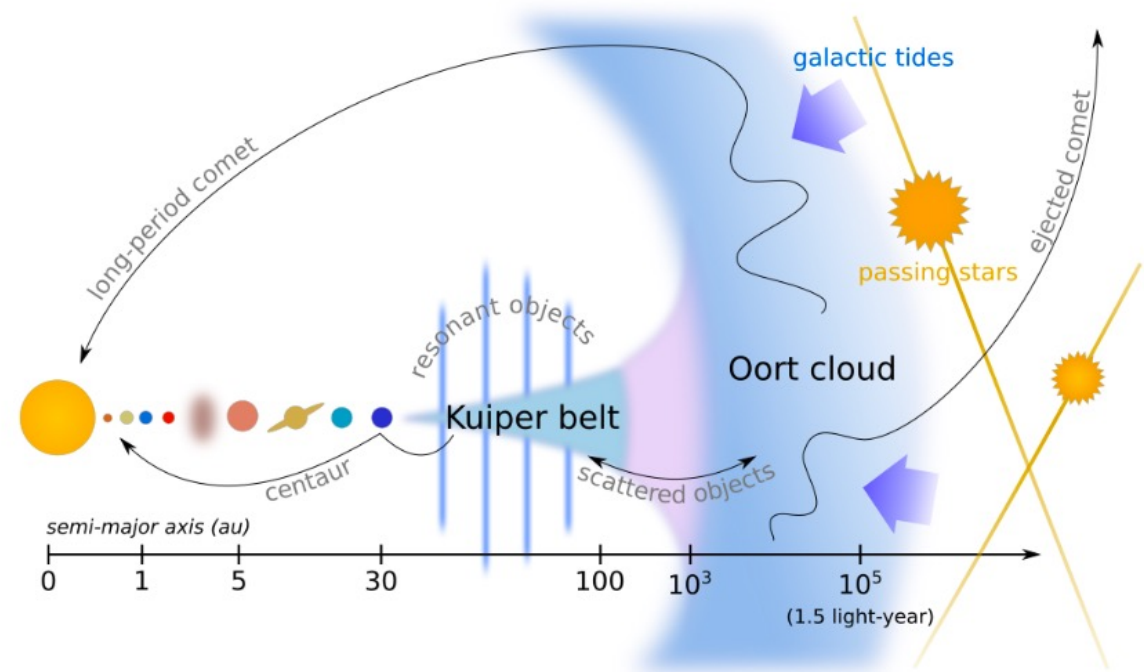 galactic tides
long-period comet
ejected comet
passing stars
resonant objects
Oort cloud
Kuiper belt
centaur
scattered objects
semi-major axis (au)
0 1 5 30 100 10³ 10⁵
(1.5 light-year)